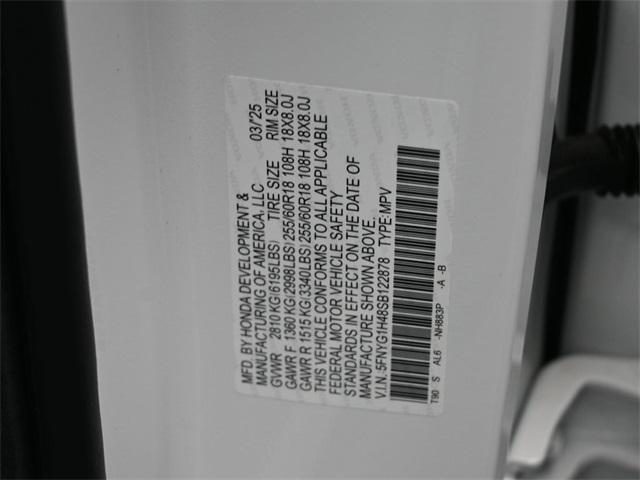 MFD. BY HONDA DEVELOPMENT &
MANUFACTURING OF AMERICA, LLC 03/'25
GVWR 2810 KG(6195LBS) TIRE SIZE RIM SIZE
GAWR F 1360 KG(2998LBS) 255/60R18 108H 18X8.0J
GAWR R 1515 KG(3340LBS) 255/60R18 108H 18X8.0J
THIS VEHICLE CONFORMS TO ALL APPLICABLE
FEDERAL MOTOR VEHICLE SAFETY
STANDARDS IN EFFECT ON THE DATE OF
MANUFACTURE SHOWN ABOVE.
V.I.N. 5FNYG1H48SB122878 TYPE:MPV
T90 S AL6 -NH883P -A -B